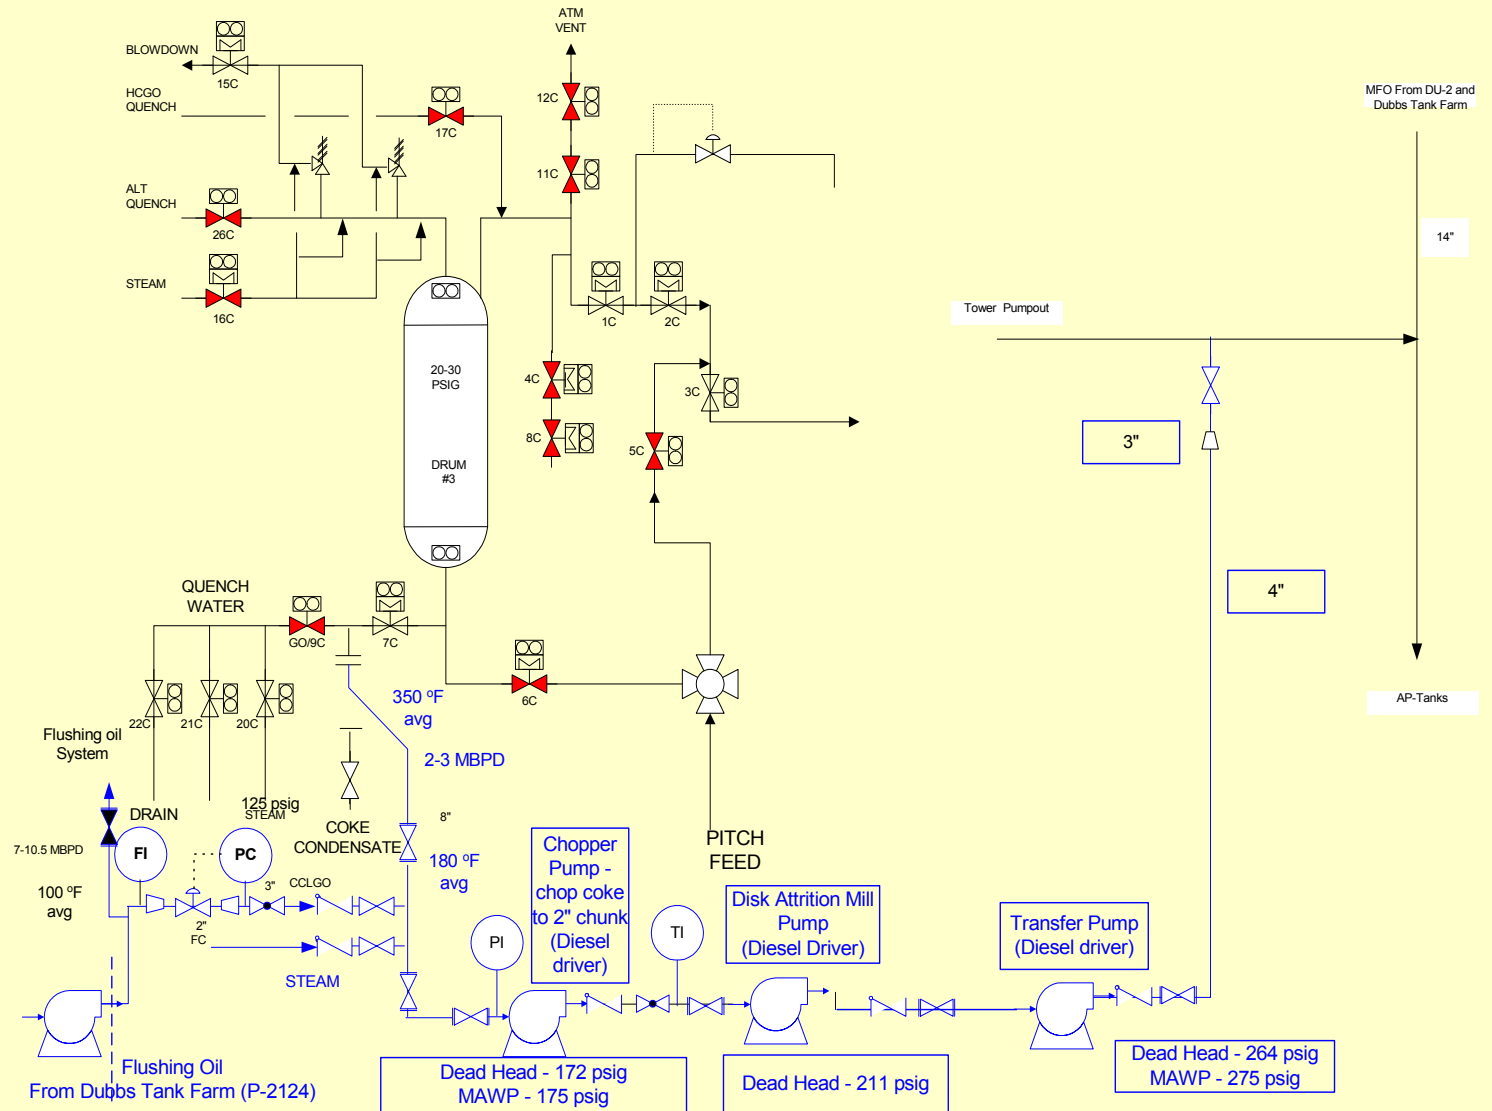 ATM
VENT
BLOWDOWN
15C
HCGO
QUENCH
17C
12C
11C
MFO From DU-2 and
Dubbs Tank Farm
ALT
QUENCH
26C
STEAM
16C
14"
Tower Pumpout
1C
2C
20-30
PSIG
4C
3C
8C
5C
DRUM
#3
3"
4"
QUENCH
WATER
GO/9C
7C
6C
350 ºF
avg
22C
21C
20C
AP-Tanks
Flushing oil
System
2-3 MBPD
125 psig
STEAM
DRAIN
8"
COKE
CONDENSATE
PITCH
FEED
7-10.5 MBPD
FI
PC
180 ºF
avg
Chopper
Pump -
chop coke
to 2" chunk
(Diesel
driver)
100 ºF
avg
3"
CCLGO
2"
FC
Disk Attrition Mill
Pump
(Diesel Driver)
Transfer Pump
(Diesel driver)
PI
TI
STEAM
Flushing Oil
From Dubbs Tank Farm (P-2124)
Dead Head - 172 psig
MAWP - 175 psig
Dead Head - 211 psig
Dead Head - 264 psig
MAWP - 275 psig